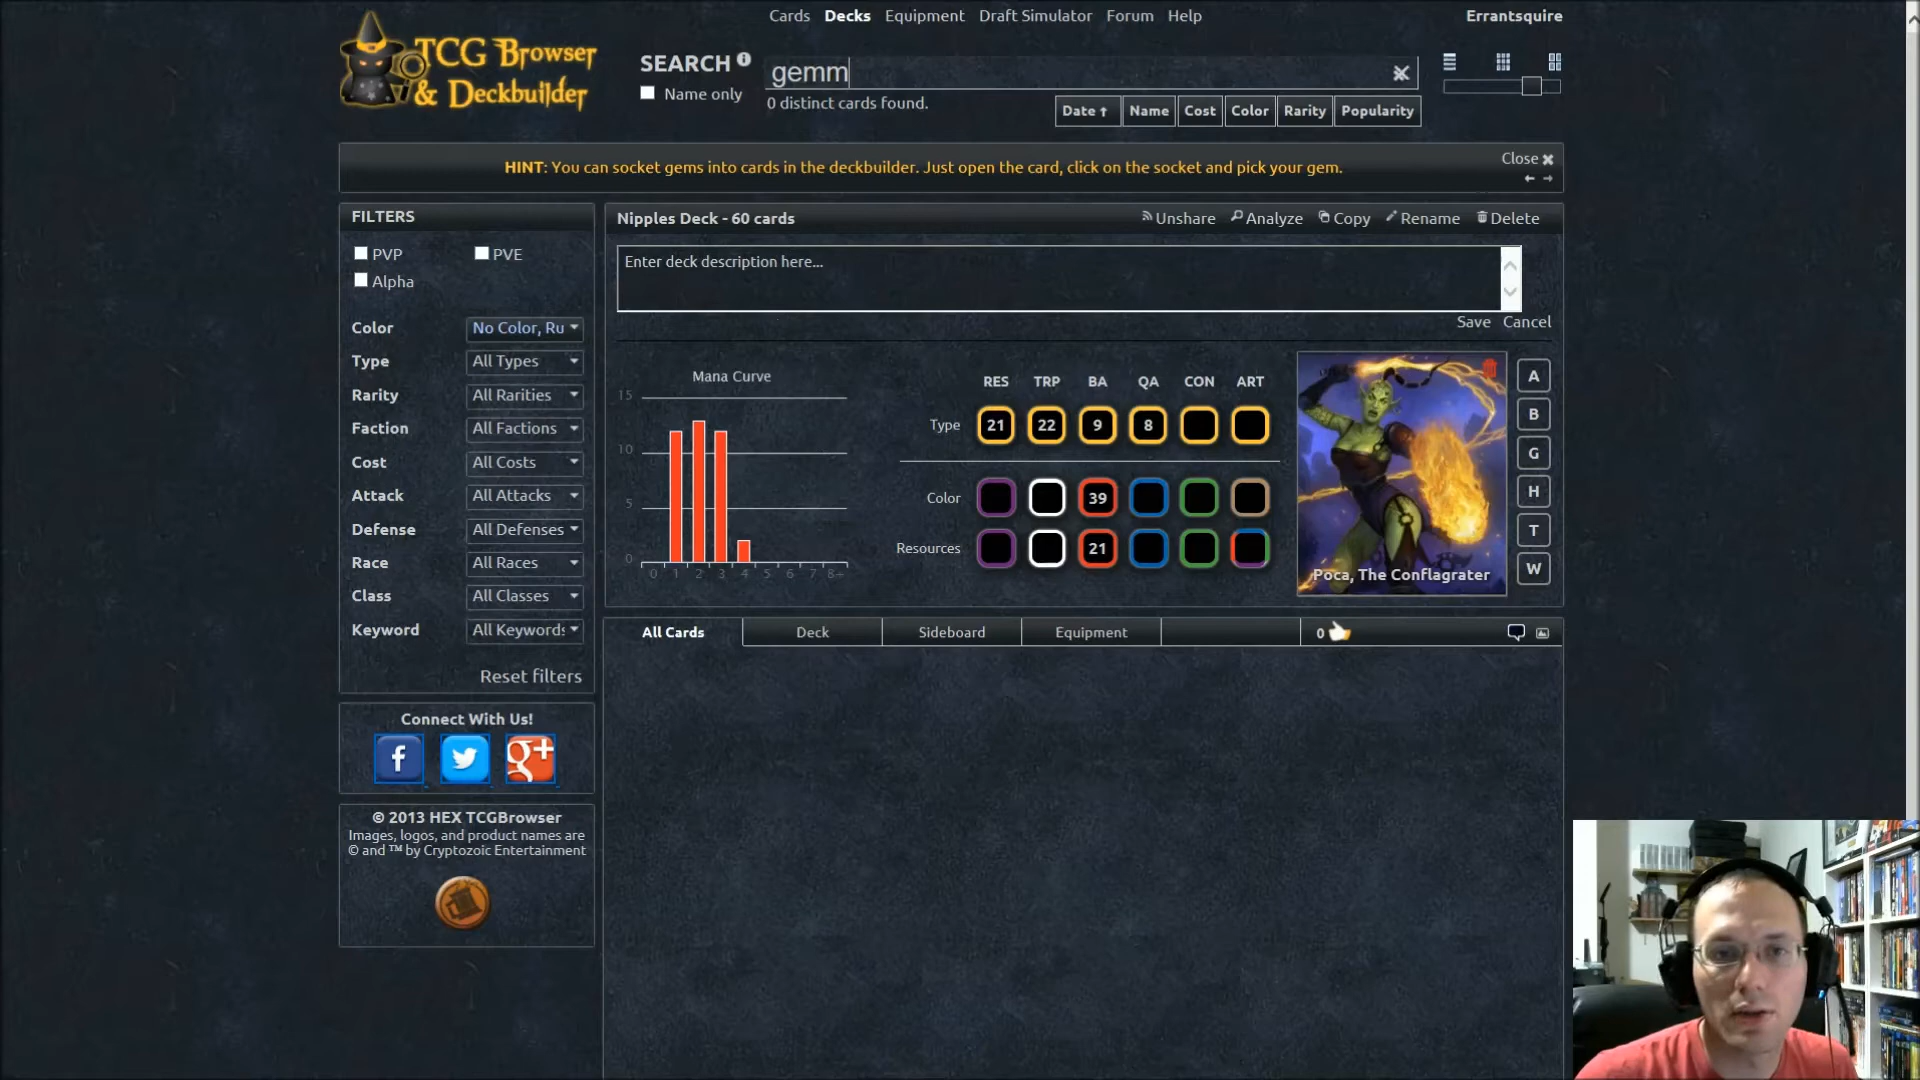 Cards Decks Equipment Draft Simulator Forum Help
Errantsquire
TCG Browser
& Deckbuilder
SEARCH
gemm
Name only
0 distinct cards found.
Date↑ Name Cost Color Rarity Popularity
HINT: You can socket gems into cards in the deckbuilder. Just open the card, click on the socket and pick your gem.
Close ×
FILTERS
PVP PVE
Alpha
Color No Color, Ru
Type All Types
Rarity All Rarities
Faction All Factions
Cost All Costs
Attack All Attacks
Defense All Defenses
Race All Races
Class All Classes
Keyword All Keywords
Reset filters
Connect With Us!
f g+
© 2013 HEX TCGBrowser
Images, logos, and product names are
© and ™ by Cryptozoic Entertainment
Nipples Deck - 60 cards
Unshare Analyze Copy Rename Delete
Enter deck description here...
Save Cancel
Mana Curve
15
10
5
0
0 1 2 3 4 5 6 7 8+
RES TRP BA QA CON ART
Type 21 22 9 8
Color 39
Resources 21
Poca, The Conflagrater
A
B
G
H
T
W
All Cards Deck Sideboard Equipment 0